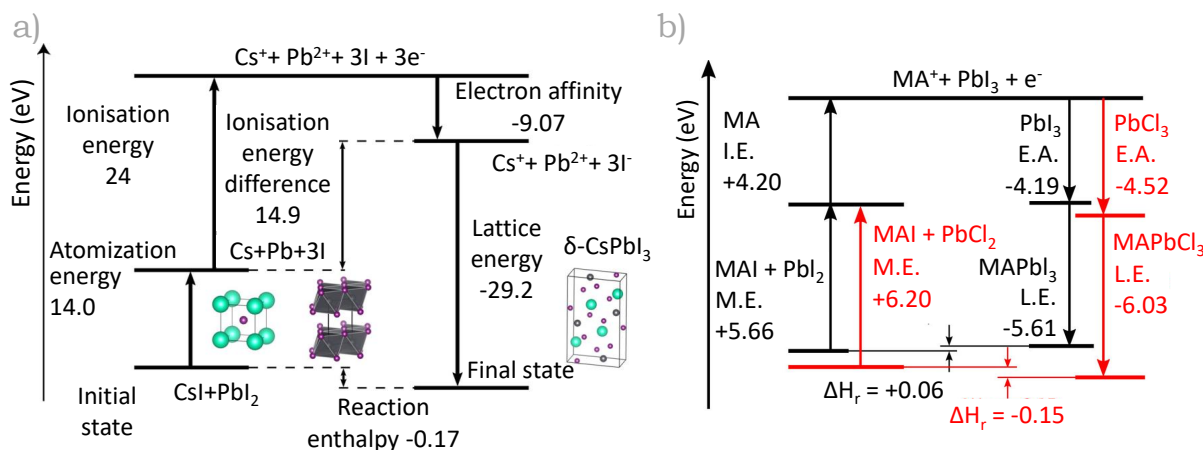 a)
Energy (eV)
Cs⁺+ Pb²⁺+ 3I + 3e⁻
Ionisation
energy
24
Ionisation
energy
difference
14.9
Electron affinity
-9.07
Cs⁺+ Pb²⁺+ 3I⁻
Atomization
energy
14.0
Cs+Pb+3I
Lattice
energy
-29.2
δ-CsPbI₃
Initial
state
CsI+PbI₂
Final state
Reaction
enthalpy -0.17
b)
Energy (eV)
MA⁺+ PbI₃ + e⁻
MA
I.E.
+4.20
PbI₃
E.A.
-4.19
PbCl₃
E.A.
-4.52
MAI + PbI₂
M.E.
+5.66
MAI + PbCl₂
M.E.
+6.20
MAPbI₃
L.E.
-5.61
MAPbCl₃
L.E.
-6.03
ΔHᵣ = +0.06
ΔHᵣ = -0.15